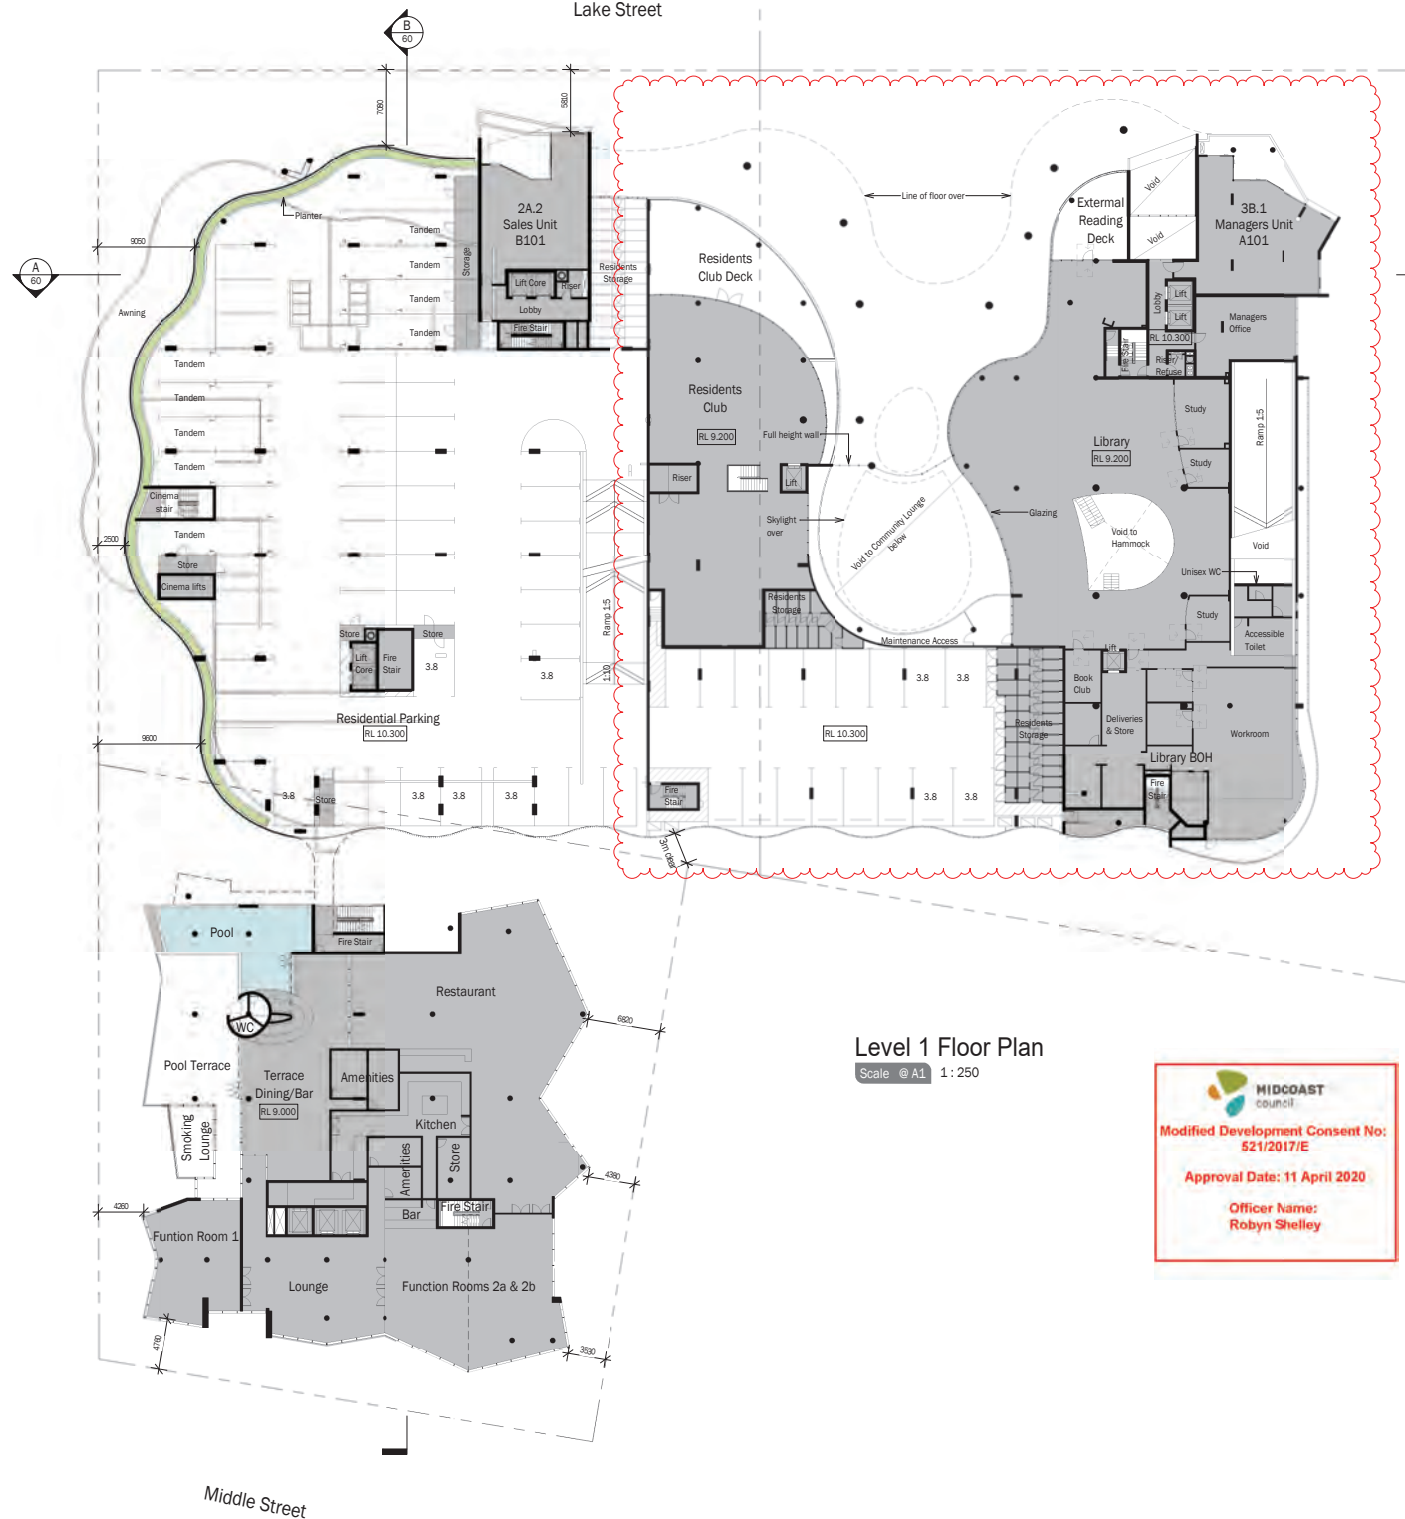 Lake Street
B
60
7080
5810
Line of floor over
Void
Void
Extermal
Reading
Deck
3B.1
Managers Unit
A101
2A.2
Sales Unit
B101
Planter
Tandem
Tandem
Tandem
Tandem
Storage
Residents
Storage
Residents
Club Deck
9050
A
60
Awning
Lift Core
Riser
Lobby
Fire Stair
Lobby
Lift
Lift
RL 10.300
Managers
Office
Fire Stair
Riser/
Refuse
Tandem
Tandem
Tandem
Tandem
Residents
Club
RL 9.200
Full height wall
Study
Library
RL 9.200
Study
Ramp 1:5
Riser
Lift
Cinema
stair
Skylight
over
Void to Community Lounge
below
Glazing
Void to
Hammock
Void
Tandem
2500
Store
Cinema lifts
Unisex WC
Residents
Storage
Ramp 1:5
Study
Accessible
Toilet
Store
Store
Maintenance Access
Lift
Core
Fire
Stair
3.8
3.8
1:10
3.8
3.8
Lift
Book
Club
Residential Parking
RL 10.300
RL 10.300
Residents
Storage
Deliveries
& Store
Workroom
Library BOH
9600
3.8
Store
3.8
3.8
3.8
Fire
Stair
3.8
3.8
Fire
Stair
3m clear
Pool
Fire Stair
Restaurant
WC
6820
Pool Terrace
Terrace
Dining/Bar
RL 9.000
Amenities
Kitchen
Smoking
Lounge
Amenities
Store
4380
4260
Bar
Fire Stair
Funtion Room 1
Lounge
Function Rooms 2a & 2b
4760
3530
Level 1 Floor Plan
Scale @ A1 1 : 250
MIDCOAST
council
Modified Development Consent No:
521/2017/E
Approval Date: 11 April 2020
Officer Name:
Robyn Shelley
Middle Street